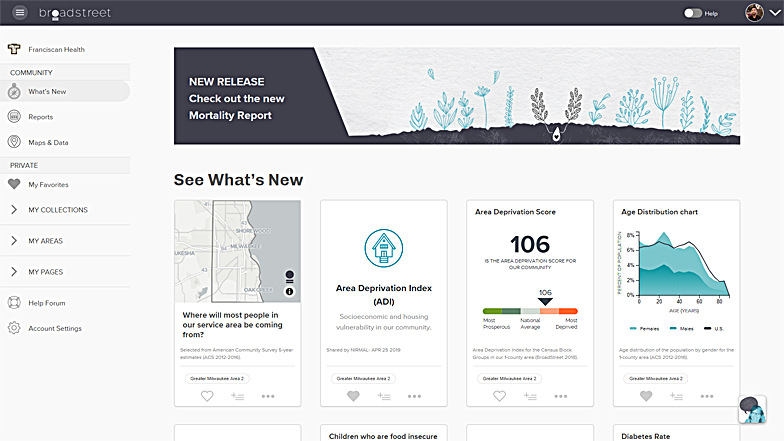 broadstreet
Help
Franciscan Health
COMMUNITY
What's New
Reports
Maps & Data
PRIVATE
My Favorites
MY COLLECTIONS
MY AREAS
MY PAGES
Help Forum
Account Settings
NEW RELEASE
Check out the new
Mortality Report
See What's New
SHOREWOOD
MILWAUKEE
UKESHA
OAK CREEK
Where will most people in
our service area be coming
from?
Selected from American Community Survey 5-year
estimates (ACS 2012-2016).
Greater Milwaukee Area 2
Area Deprivation Index
(ADI)
Socioeconomic and housing
vulnerability in our community.
Shared by NIRMAL · APR 25 2019
Area Deprivation Score
106
IS THE AREA DEPRIVATION SCORE FOR
OUR COMMUNITY
106
Most
Prosperous
National
Average
Most
Deprived
Area Deprivation Index for the Census Block
Groups in our 1-county area (BroadStreet 2018).
Greater Milwaukee Area 2
Age Distribution chart
PERCENT OF POPULATION
8%
6%
4%
2%
0%
0
20
40
60
80
AGE (YEARS)
Females
Males
U.S.
Age distribution of the population by gender for the
1-county area (ACS 2012-2016).
Greater Milwaukee Area 2
Children who are food insecure
Diabetes Rate